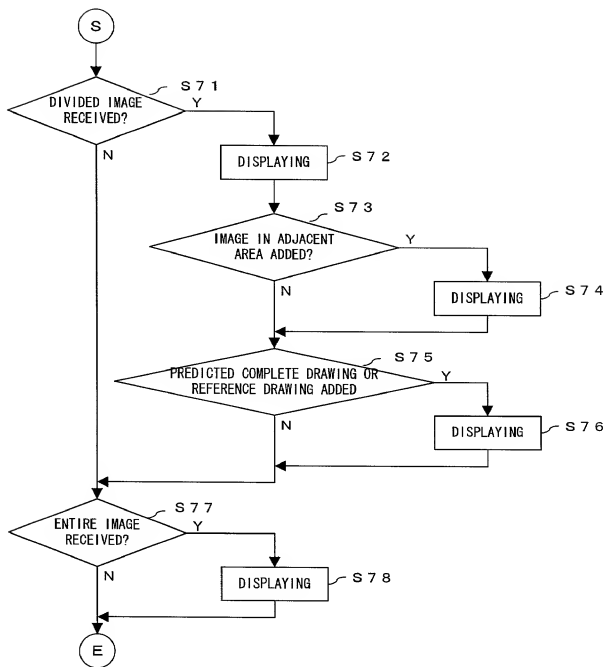 S
S71
DIVIDED IMAGE
RECEIVED?
Y
N
DISPLAYING
S72
S73
IMAGE IN ADJACENT
AREA ADDED?
Y
N
DISPLAYING
S74
S75
PREDICTED COMPLETE DRAWING OR
REFERENCE DRAWING ADDED
Y
N
DISPLAYING
S76
S77
ENTIRE IMAGE
RECEIVED?
Y
N
DISPLAYING
S78
E